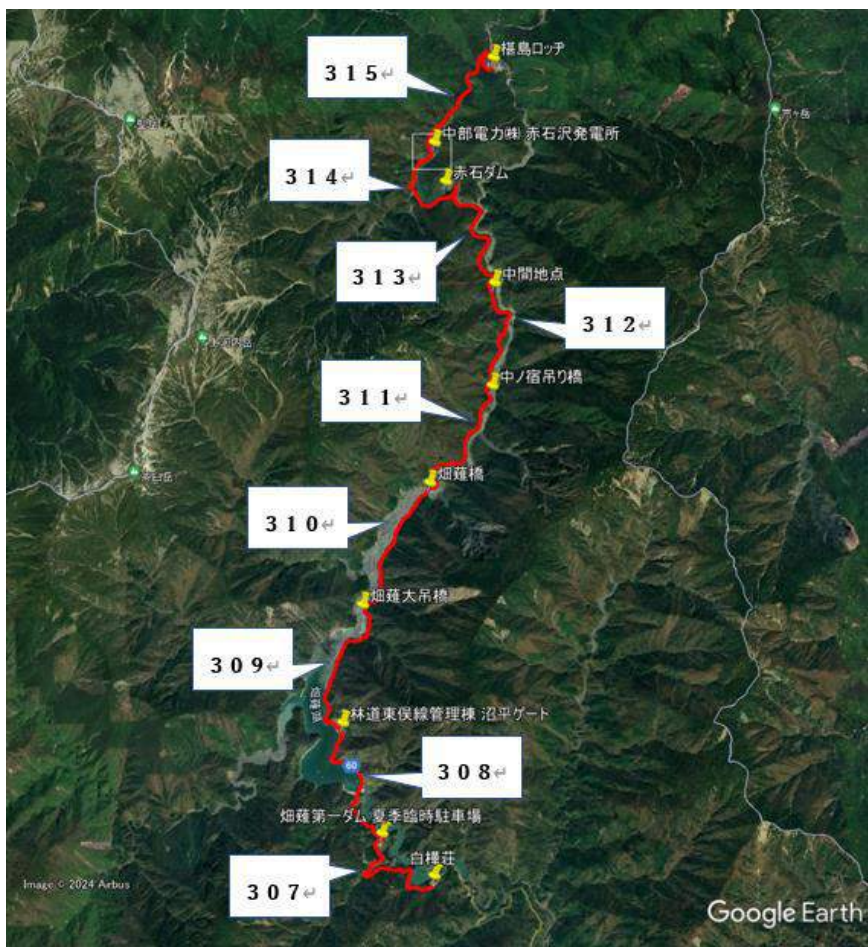 椹島ロッヂ
315↵
中部電力㈱ 赤石沢発電所
314↵
赤石ダム
313↵
中間地点
312↵
中ノ宿吊り橋
311↵
畑薙橋
310↵
畑薙大吊橋
309↵
畑薙湖
林道東俣線管理棟 沼平ゲート
60
308↵
畑薙第一ダム 夏季臨時駐車場
白樺荘
307↵
Image © 2024 Airbus
Google Earth